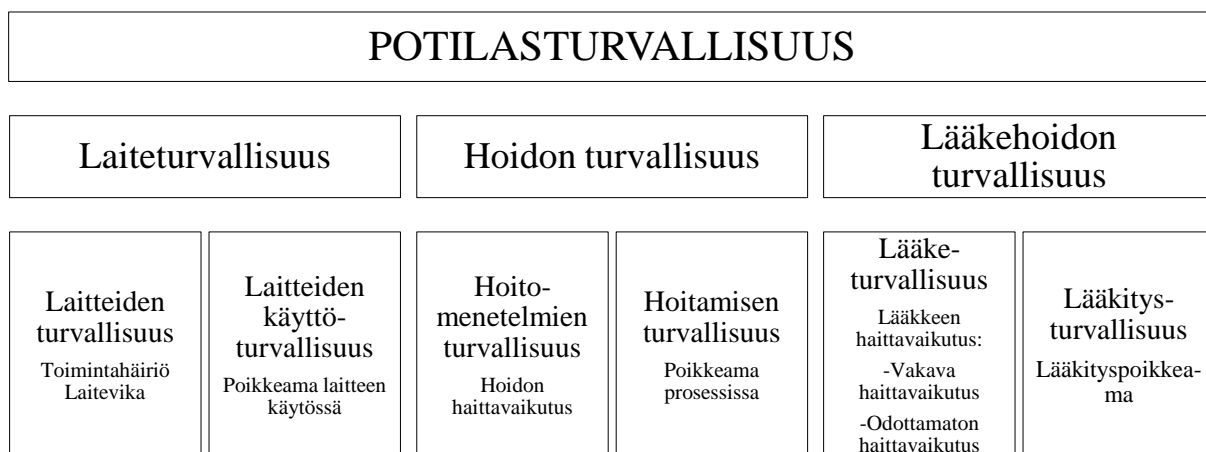 POTILASTURVALLISUUS
Laiteturvallisuus
Hoidon turvallisuus
Lääkehoidon
turvallisuus
Laitteiden
turvallisuus
Toimintahäiriö
Laitevika
Laitteiden
käyttö-
turvallisuus
Poikkeama laitteen
käytössä
Hoito-
menetelmien
turvallisuus
Hoidon
haittavaikutus
Hoitamisen
turvallisuus
Poikkeama
prosessissa
Lääke-
turvallisuus
Lääkkeen
haittavaikutus:
-Vakava
haittavaikutus
-Odottamaton
haittavaikutus
Lääkitys-
turvallisuus
Lääkityspoikkea-
ma